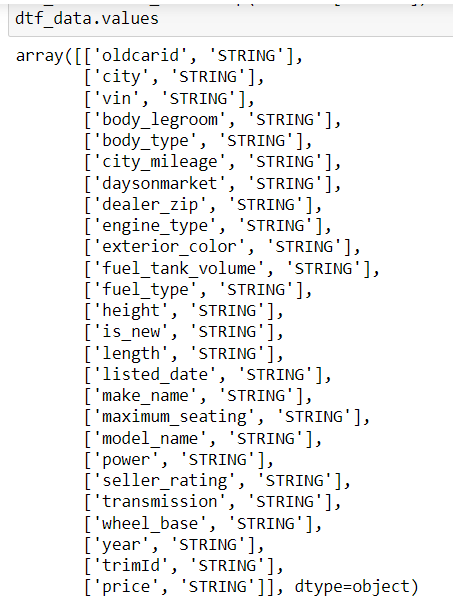 dtf_data.values
array([['oldcarid', 'STRING'],
['city', 'STRING'],
['vin', 'STRING'],
['body_legroom', 'STRING'],
['body_type', 'STRING'],
['city_mileage', 'STRING'],
['daysonmarket', 'STRING'],
['dealer_zip', 'STRING'],
['engine_type', 'STRING'],
['exterior_color', 'STRING'],
['fuel_tank_volume', 'STRING'],
['fuel_type', 'STRING'],
['height', 'STRING'],
['is_new', 'STRING'],
['length', 'STRING'],
['listed_date', 'STRING'],
['make_name', 'STRING'],
['maximum_seating', 'STRING'],
['model_name', 'STRING'],
['power', 'STRING'],
['seller_rating', 'STRING'],
['transmission', 'STRING'],
['wheel_base', 'STRING'],
['year', 'STRING'],
['trimId', 'STRING'],
['price', 'STRING']], dtype=object)